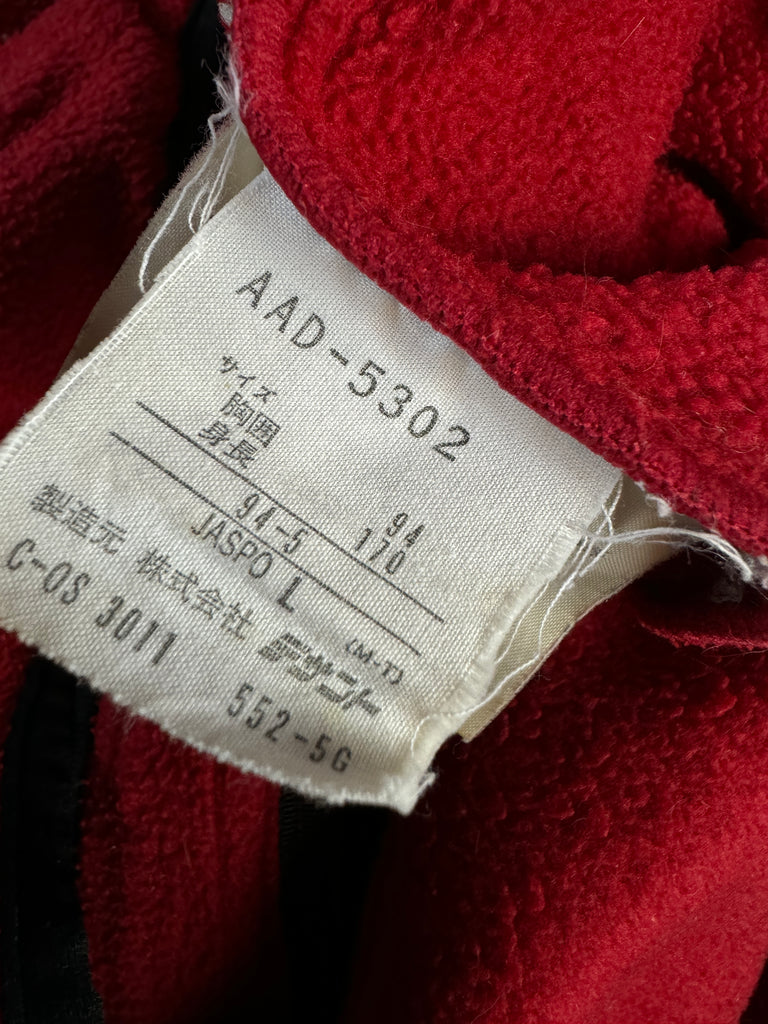 AAD-5302
サイズ
胸囲 94
身長 170
94-5
JASPO L
(M-T)
製造元 株式会社 デサント
C-OS 3011 552-5G